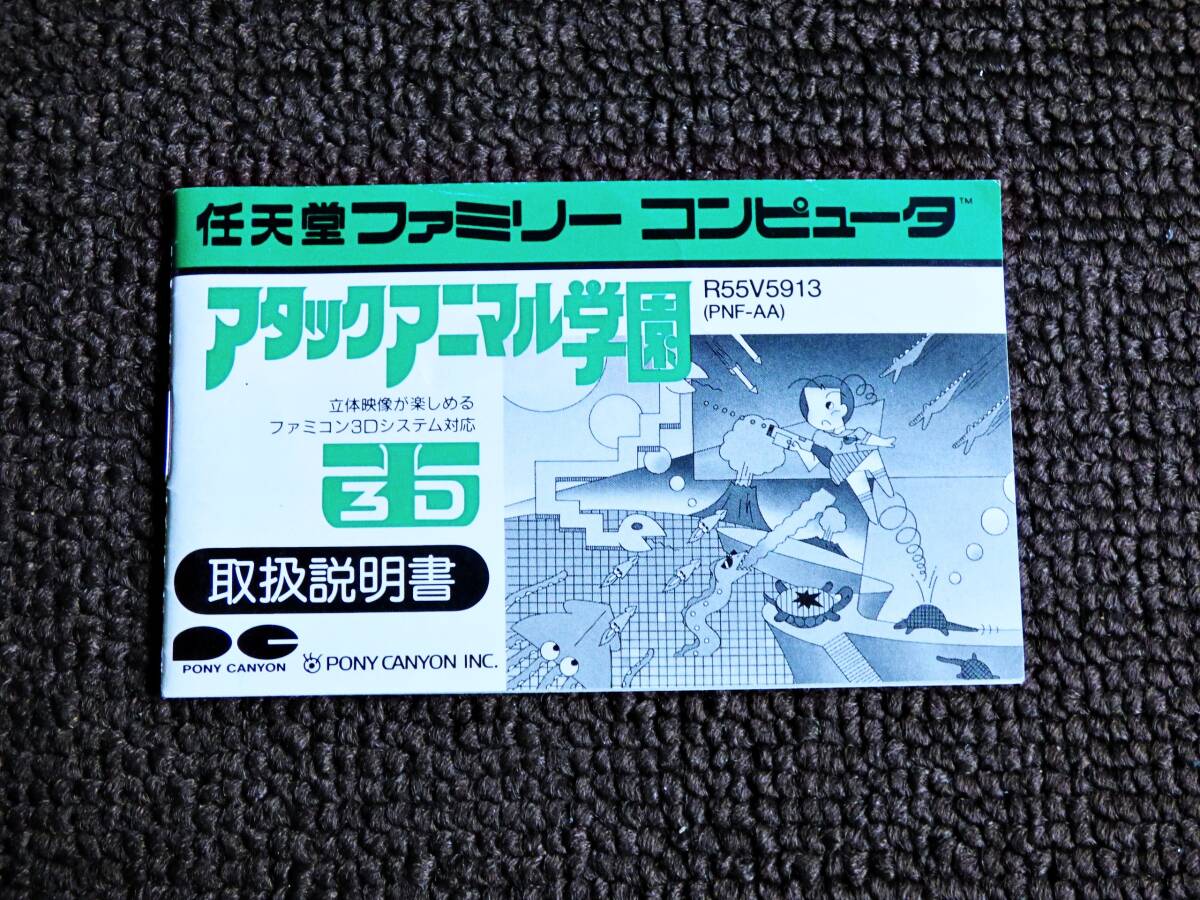 任天堂ファミリー コンピュータ™
アタックアニマル学園
R55V5913
(PNF-AA)
立体映像が楽しめる
ファミコン3Dシステム対応
3D
取扱説明書
PONY CANYON
PONY CANYON INC.